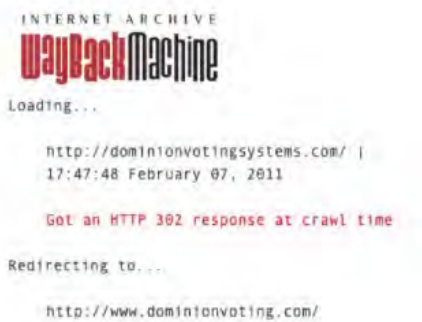 INTERNET ARCHIVE
WayBackMachine
Loading...
http://dominionvotingsystems.com/ |
17:47:48 February 07, 2011
Got an HTTP 302 response at crawl time
Redirecting to...
http://www.dominionvoting.com/